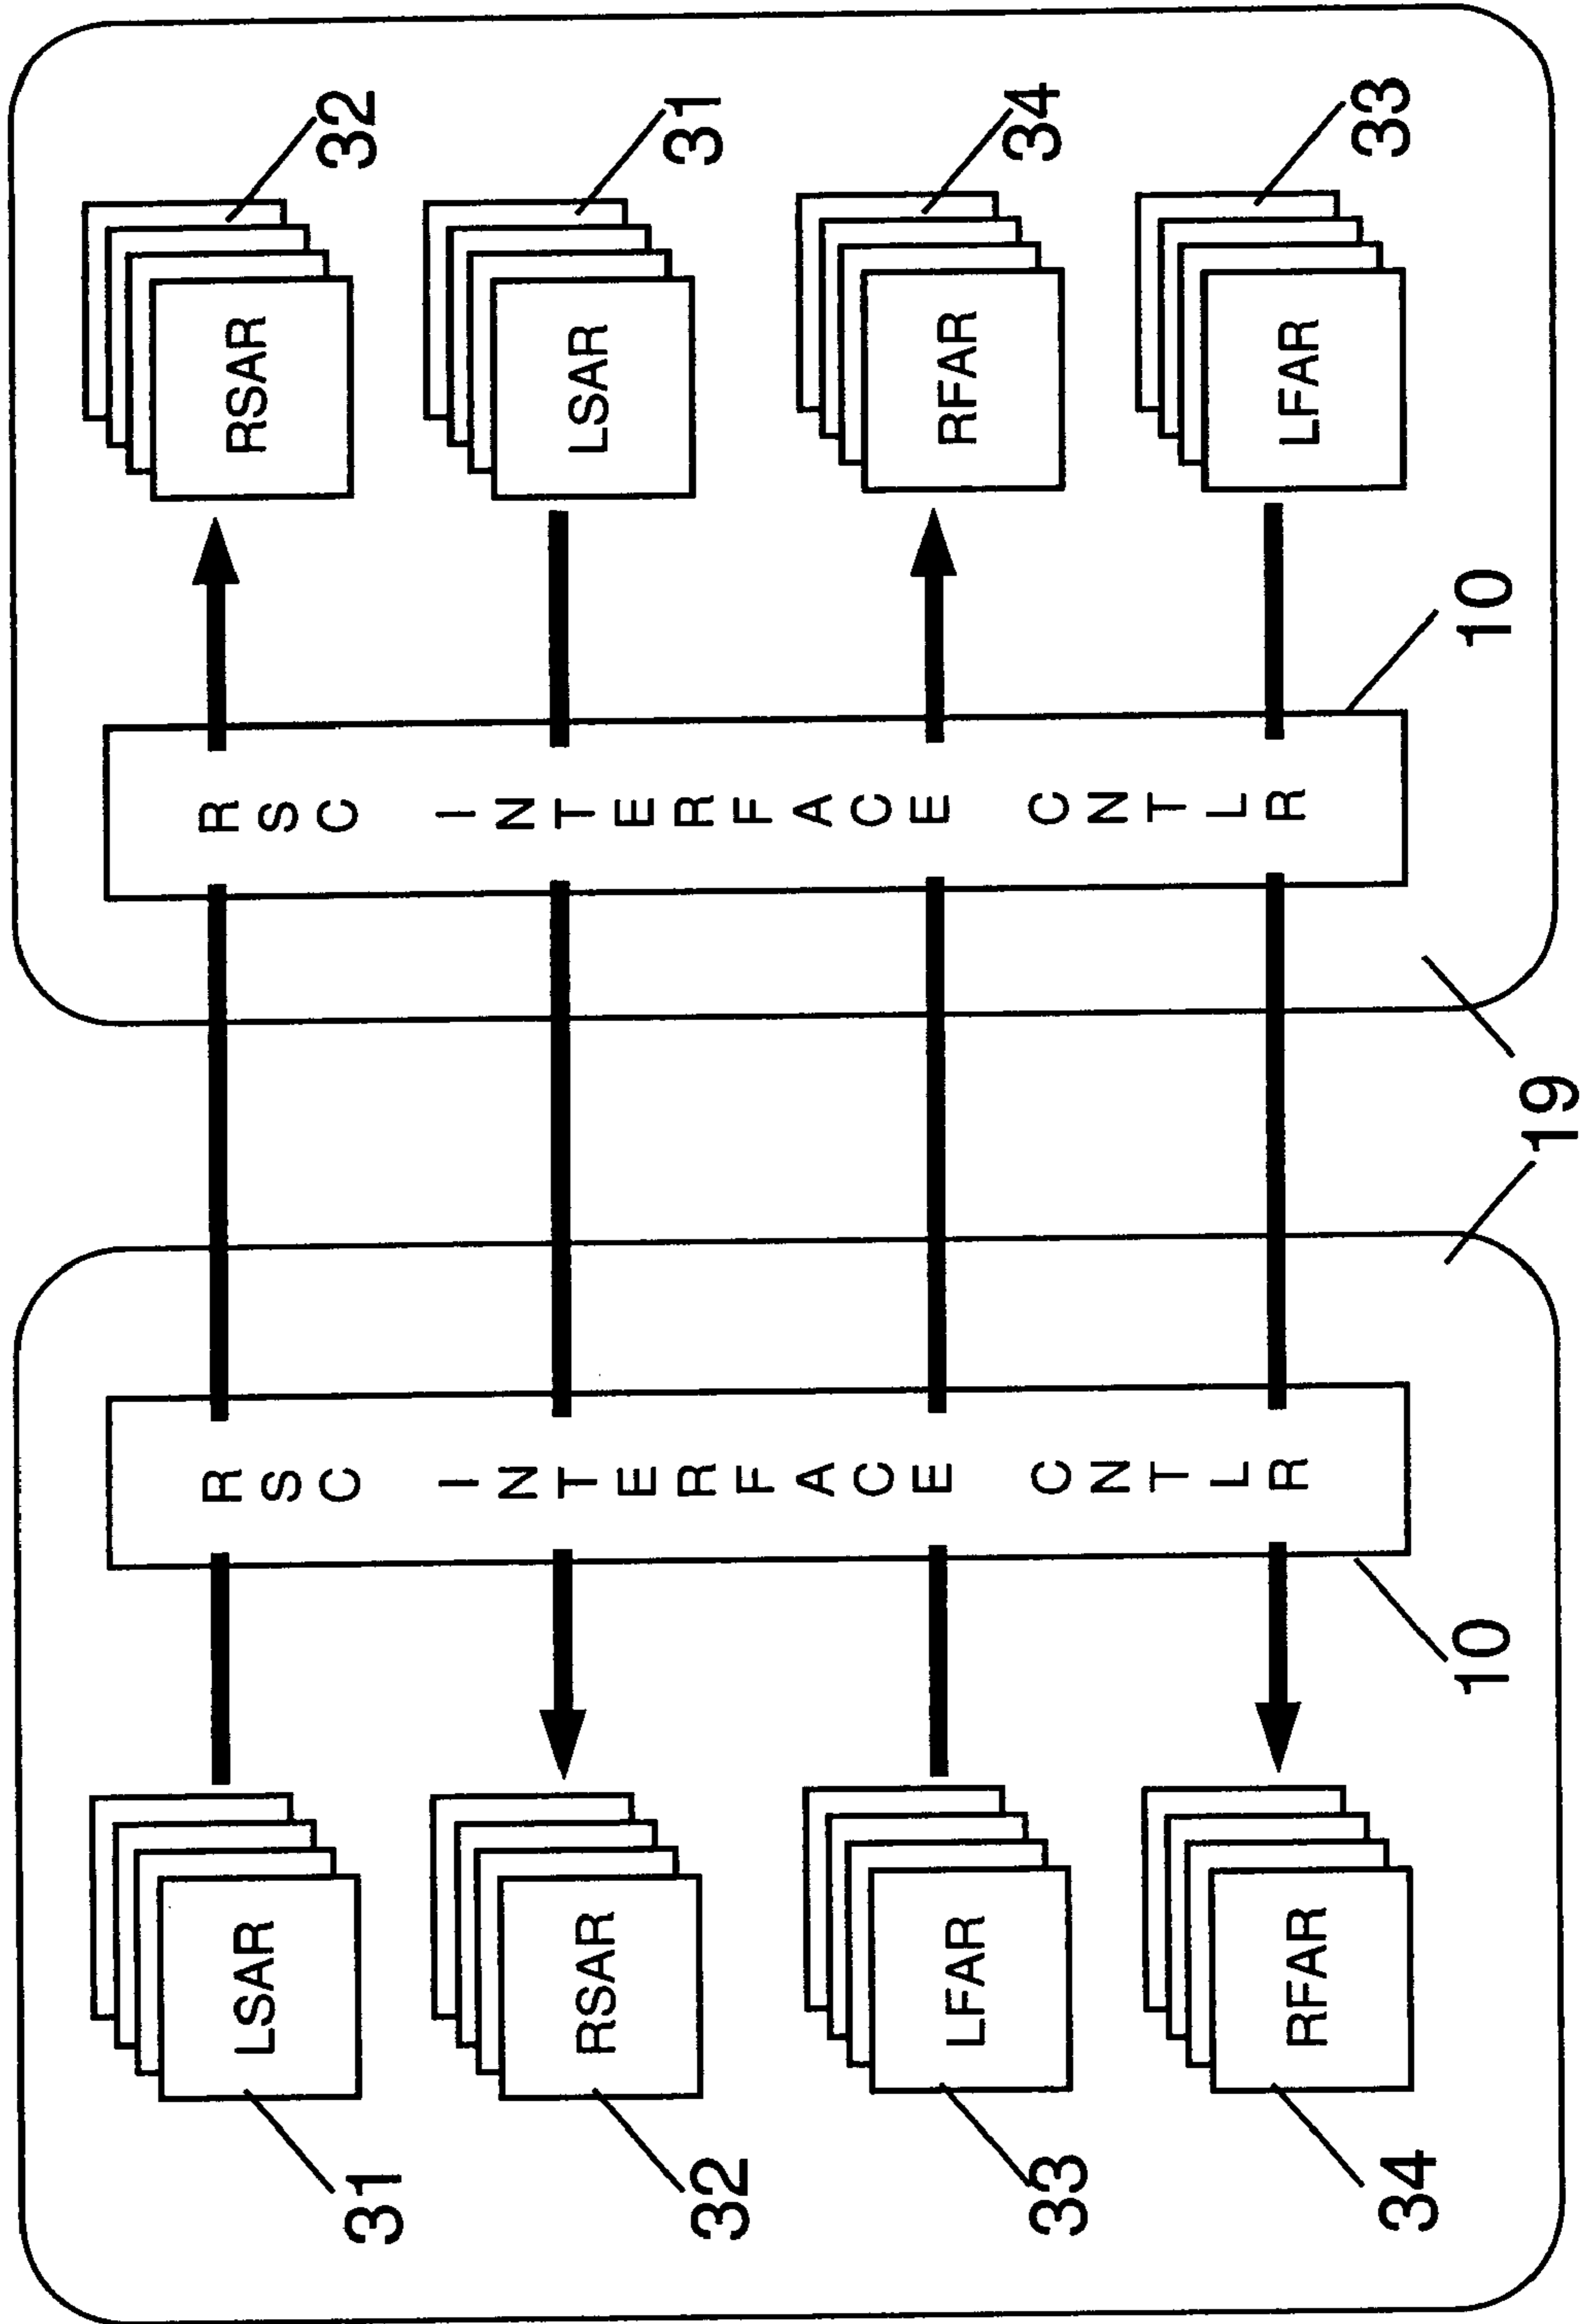 LSAR
31
RSAR
32
LFAR
33
RFAR
34
RSC INTERFACE CNTLR
10
19
RSC INTERFACE CNTLR
10
RSAR
32
LSAR
31
RFAR
34
LFAR
33